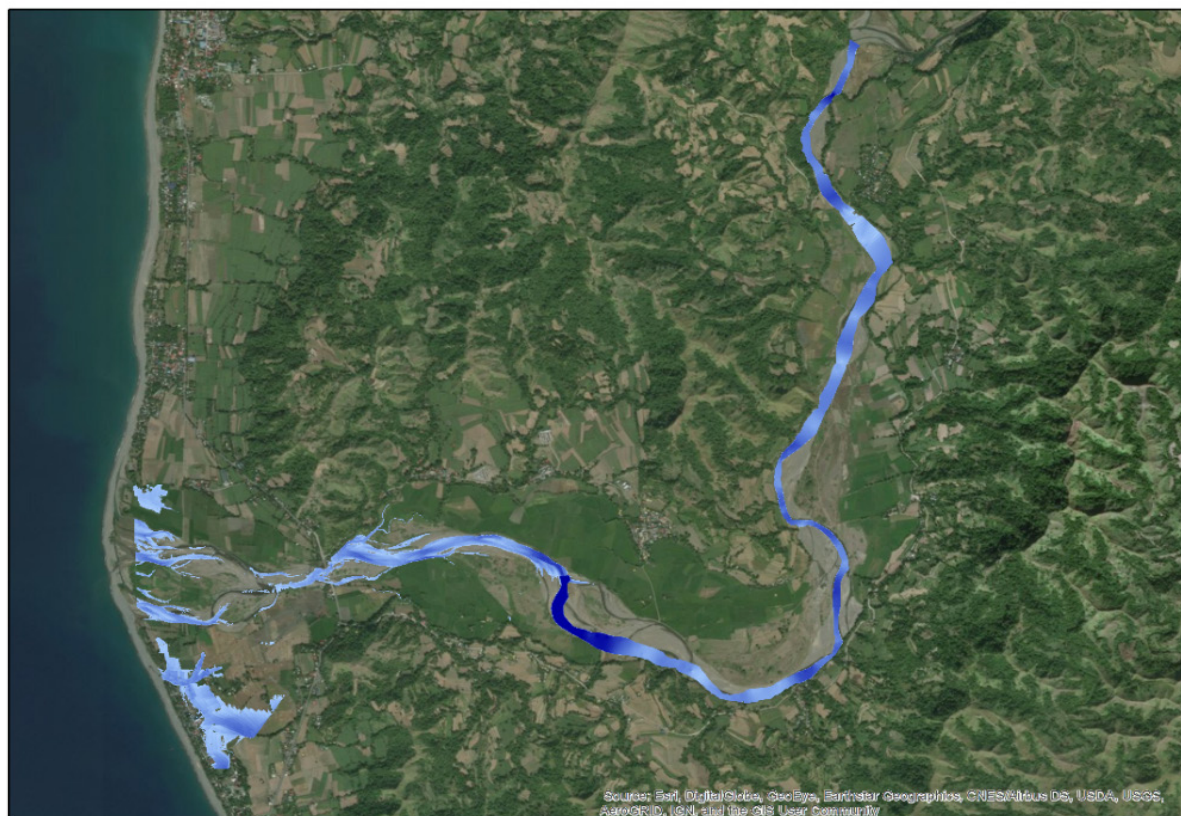 Source: Esri, DigitalGlobe, GeoEye, Earthstar Geographics, CNES/Airbus DS, USDA, USGS,
AeroGRID, IGN, and the GIS User Community